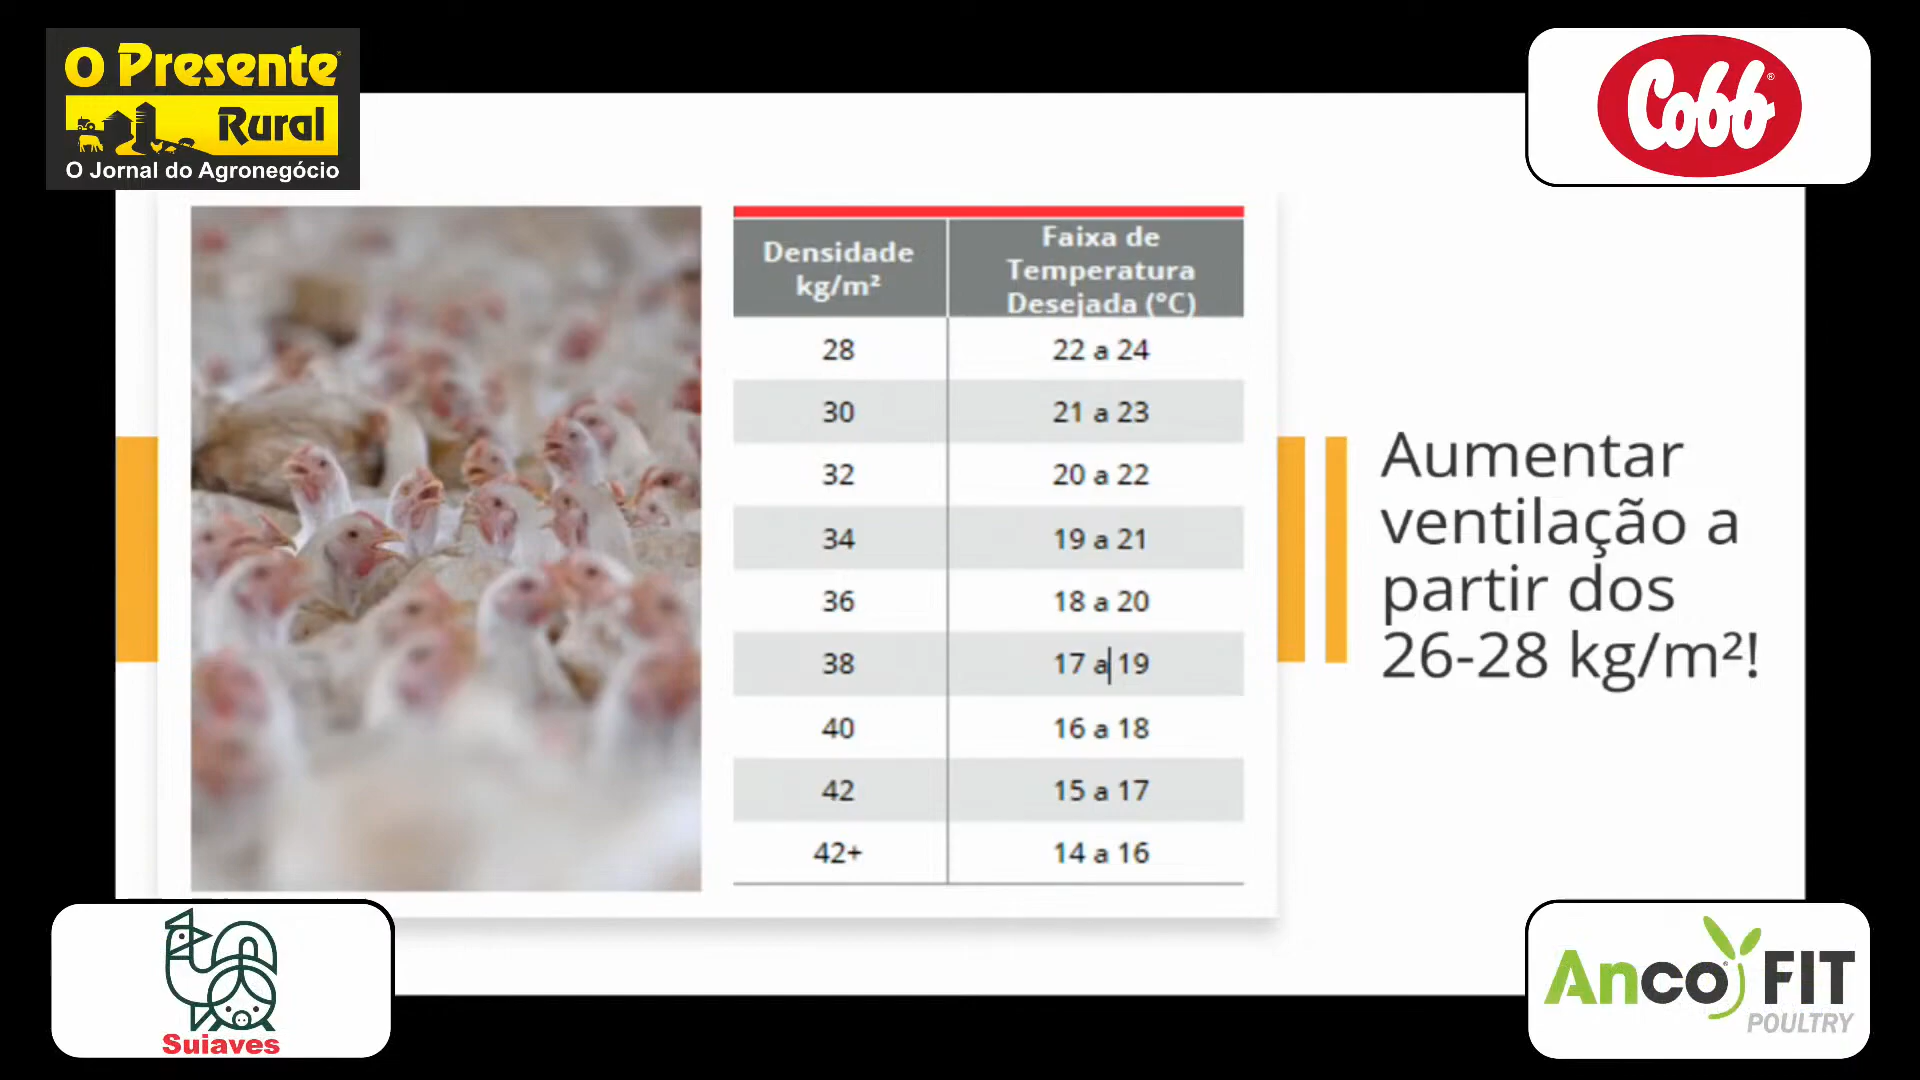 O Presente
Rural
O Jornal do Agronegócio
Cobb
Densidade
kg/m²
Faixa de
Temperatura
Desejada (°C)
28 22 a 24
30 21 a 23
32 20 a 22
34 19 a 21
36 18 a 20
38 17 a 19
40 16 a 18
42 15 a 17
42+ 14 a 16
Aumentar
ventilação a
partir dos
26-28 kg/m²!
Suiaves
Anco FIT
POULTRY